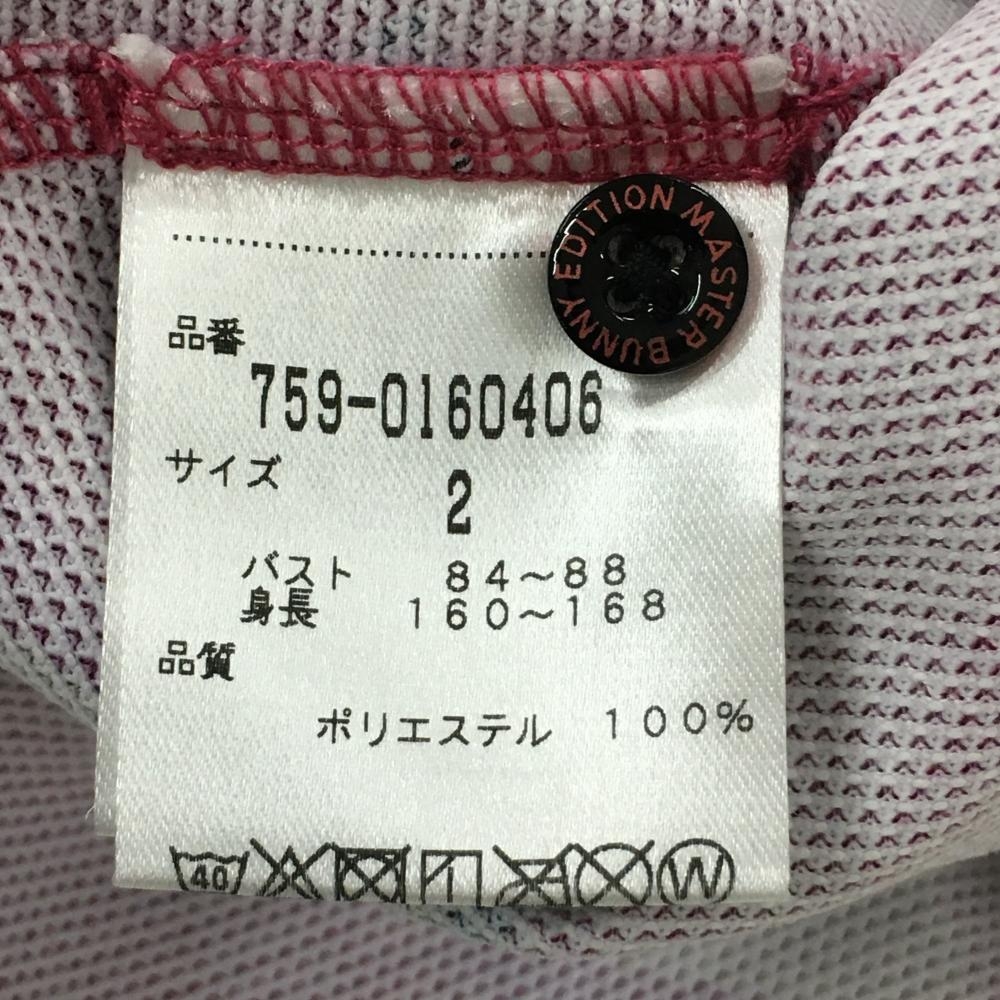 MASTER BUNNY EDITION
品番
759-0160406
サイズ
2
バスト 84~88
身長 160~168
品質
ポリエステル 100%
40
W